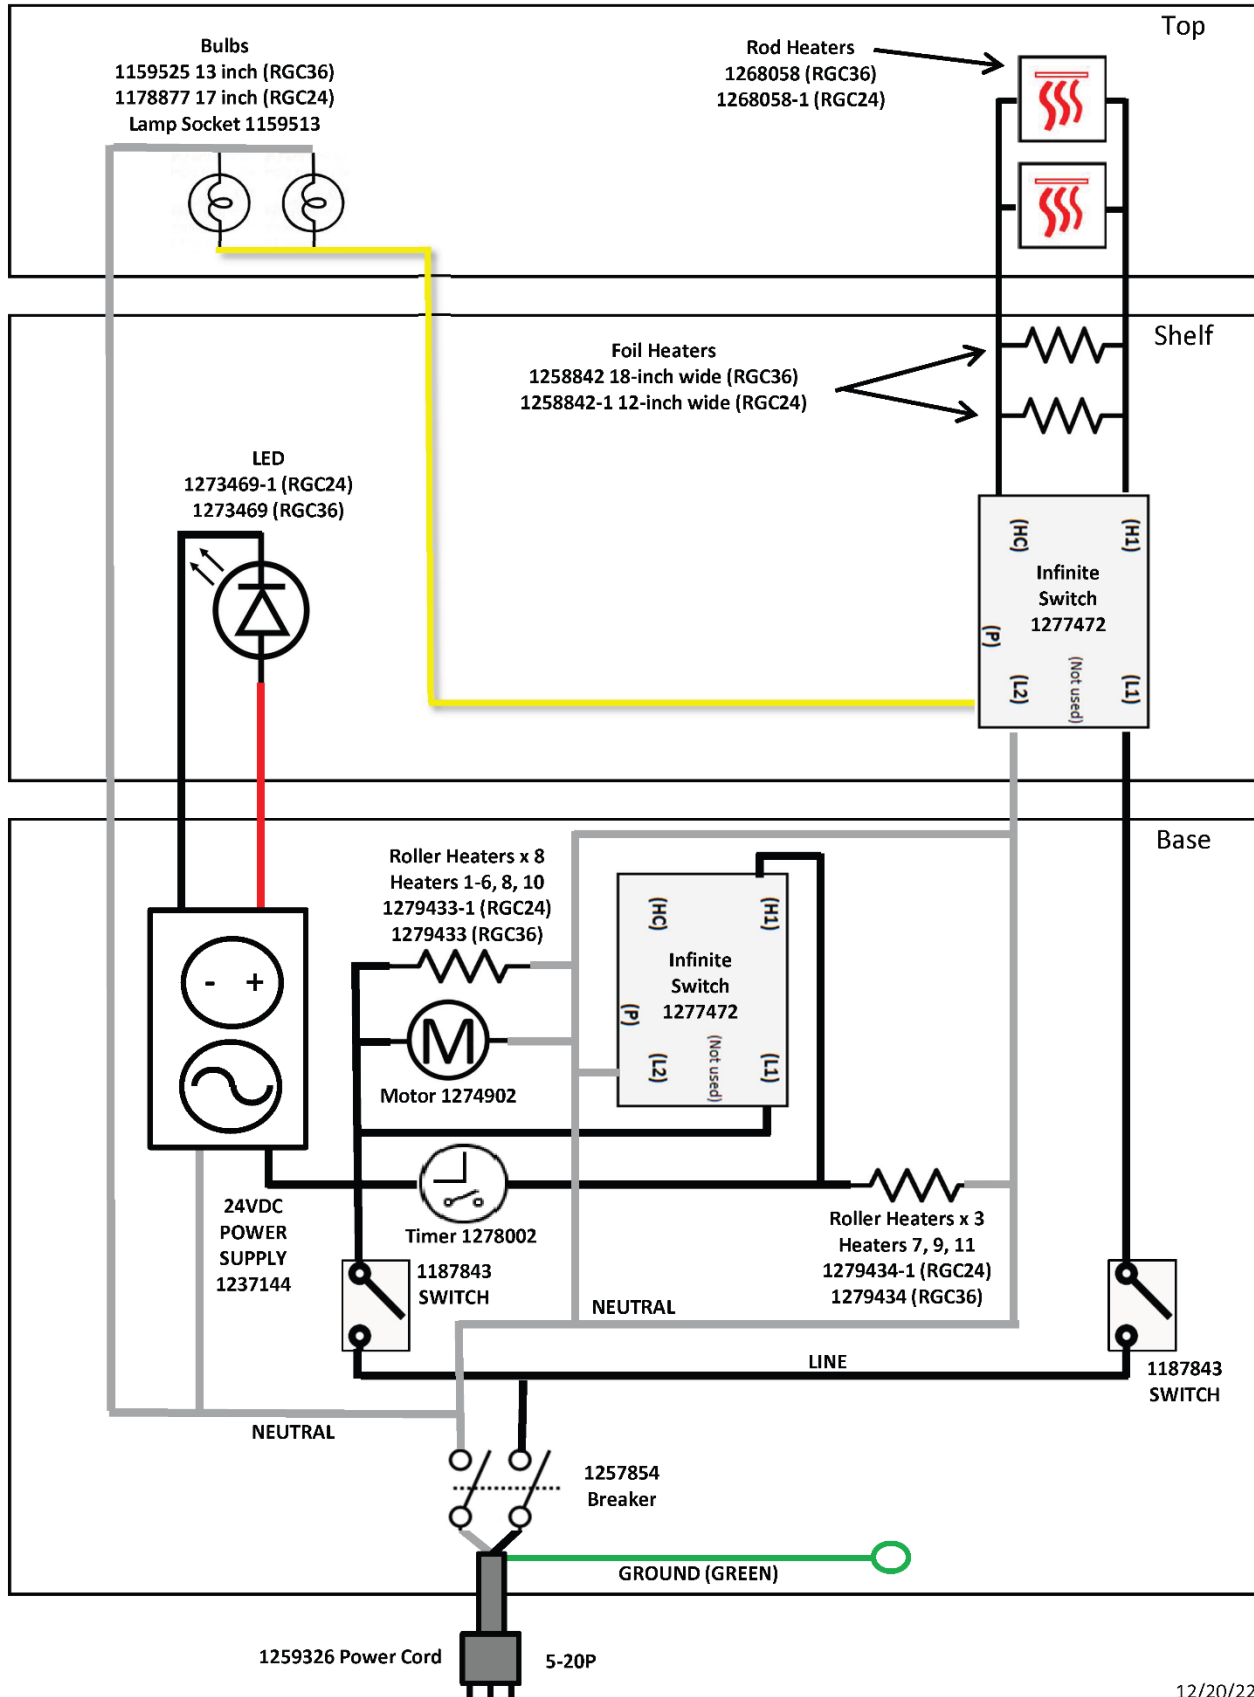 Top
Bulbs
1159525 13 inch (RGC36)
1178877 17 inch (RGC24)
Lamp Socket 1159513
Rod Heaters
1268058 (RGC36)
1268058-1 (RGC24)
Shelf
Foil Heaters
1258842 18-inch wide (RGC36)
1258842-1 12-inch wide (RGC24)
LED
1273469-1 (RGC24)
1273469 (RGC36)
(HC)
(H1)
Infinite
Switch
1277472
(P)
(L2)
(Not used)
(L1)
Base
Roller Heaters x 8
Heaters 1-6, 8, 10
1279433-1 (RGC24)
1279433 (RGC36)
(HC)
(H1)
Infinite
Switch
1277472
(P)
(L2)
(Not used)
(L1)
- +
M
Motor 1274902
24VDC
POWER
SUPPLY
1237144
Timer 1278002
Roller Heaters x 3
Heaters 7, 9, 11
1279434-1 (RGC24)
1279434 (RGC36)
1187843
SWITCH
NEUTRAL
LINE
1187843
SWITCH
NEUTRAL
1257854
Breaker
GROUND (GREEN)
1259326 Power Cord
5-20P
12/20/22